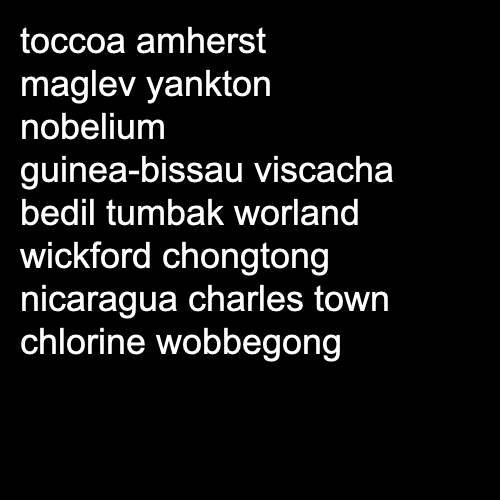 toccoa amherst
maglev yankton
nobelium
guinea-bissau viscacha
bedil tumbak worland
wickford chongtong
nicaragua charles town
chlorine wobbegong